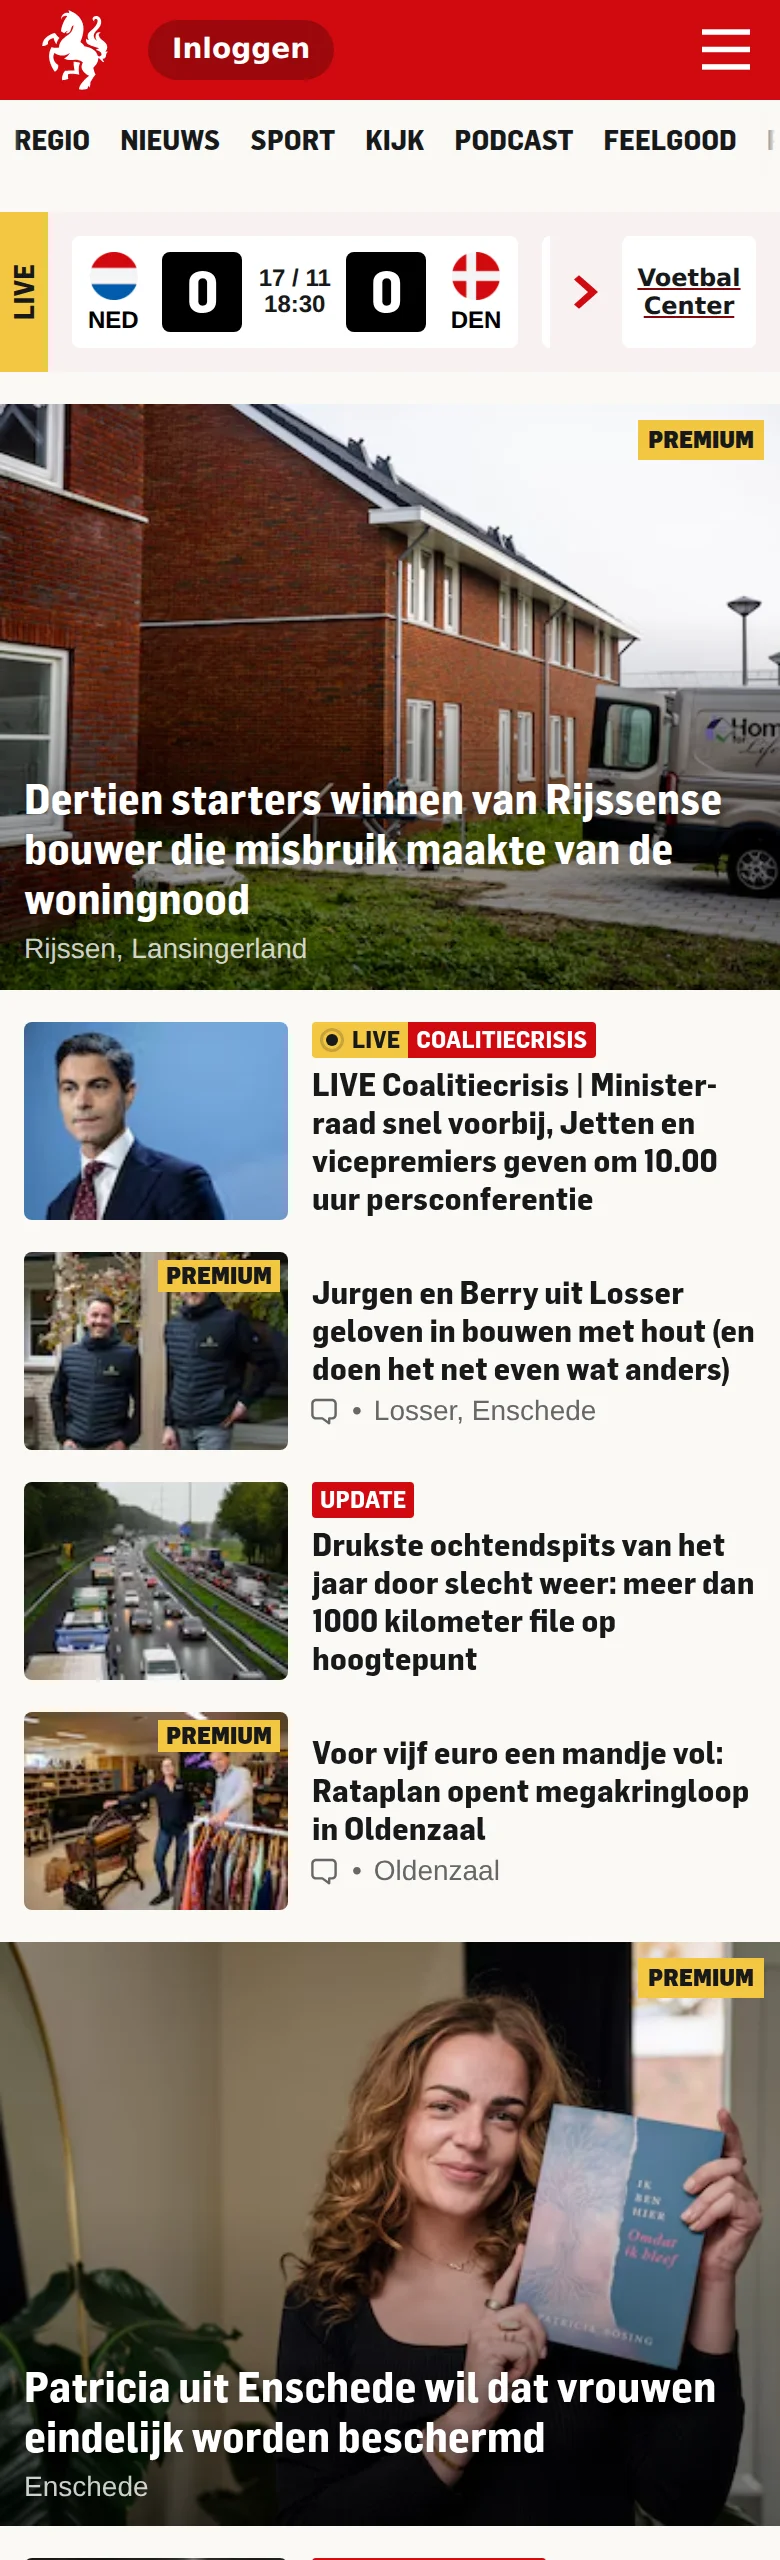 Inloggen
REGIO NIEUWS SPORT KIJK PODCAST FEELGOOD
LIVE
NED
0
17 / 11
18:30
0
DEN
Voetbal
Center
PREMIUM
Hom
Life
Dertien starters winnen van Rijssense
bouwer die misbruik maakte van de
woningnood
Rijssen, Lansingerland
LIVE COALITIECRISIS
LIVE Coalitiecrisis | Minister-
raad snel voorbij, Jetten en
vicepremiers geven om 10.00
uur persconferentie
PREMIUM
Jurgen en Berry uit Losser
geloven in bouwen met hout (en
doen het net even wat anders)
• Losser, Enschede
UPDATE
Drukste ochtendspits van het
jaar door slecht weer: meer dan
1000 kilometer file op
hoogtepunt
PREMIUM
Voor vijf euro een mandje vol:
Rataplan opent megakringloop
in Oldenzaal
• Oldenzaal
PREMIUM
IK
BEN
HIER
Omdat
ik bleef
PATRICIA BÖSING
Patricia uit Enschede wil dat vrouwen
eindelijk worden beschermd
Enschede